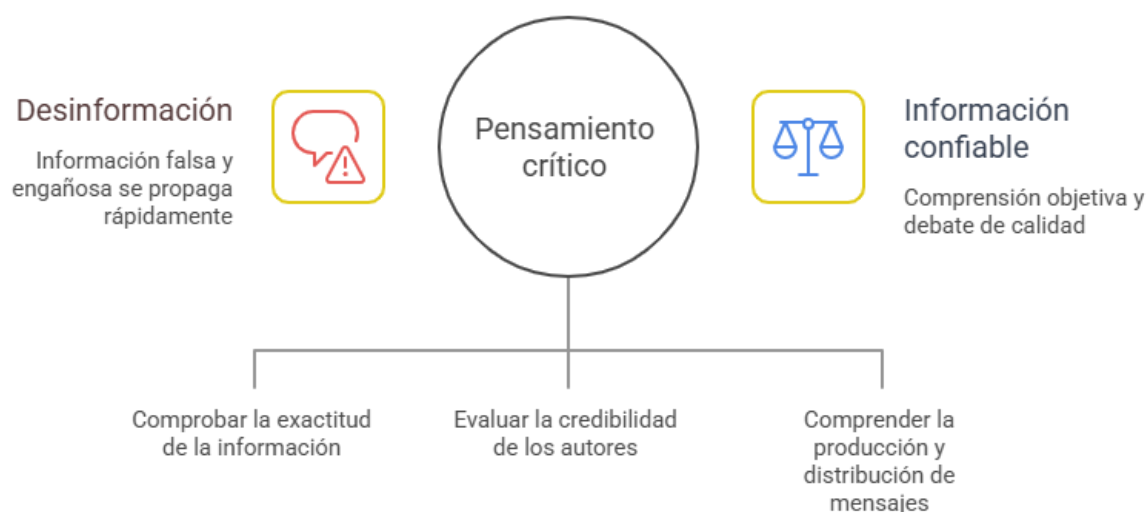 Desinformación
Información falsa y
engañosa se propaga
rápidamente
Pensamiento
crítico
Información
confiable
Comprensión objetiva y
debate de calidad
Comprobar la exactitud
de la información
Evaluar la credibilidad
de los autores
Comprender la
producción y
distribución de
mensajes